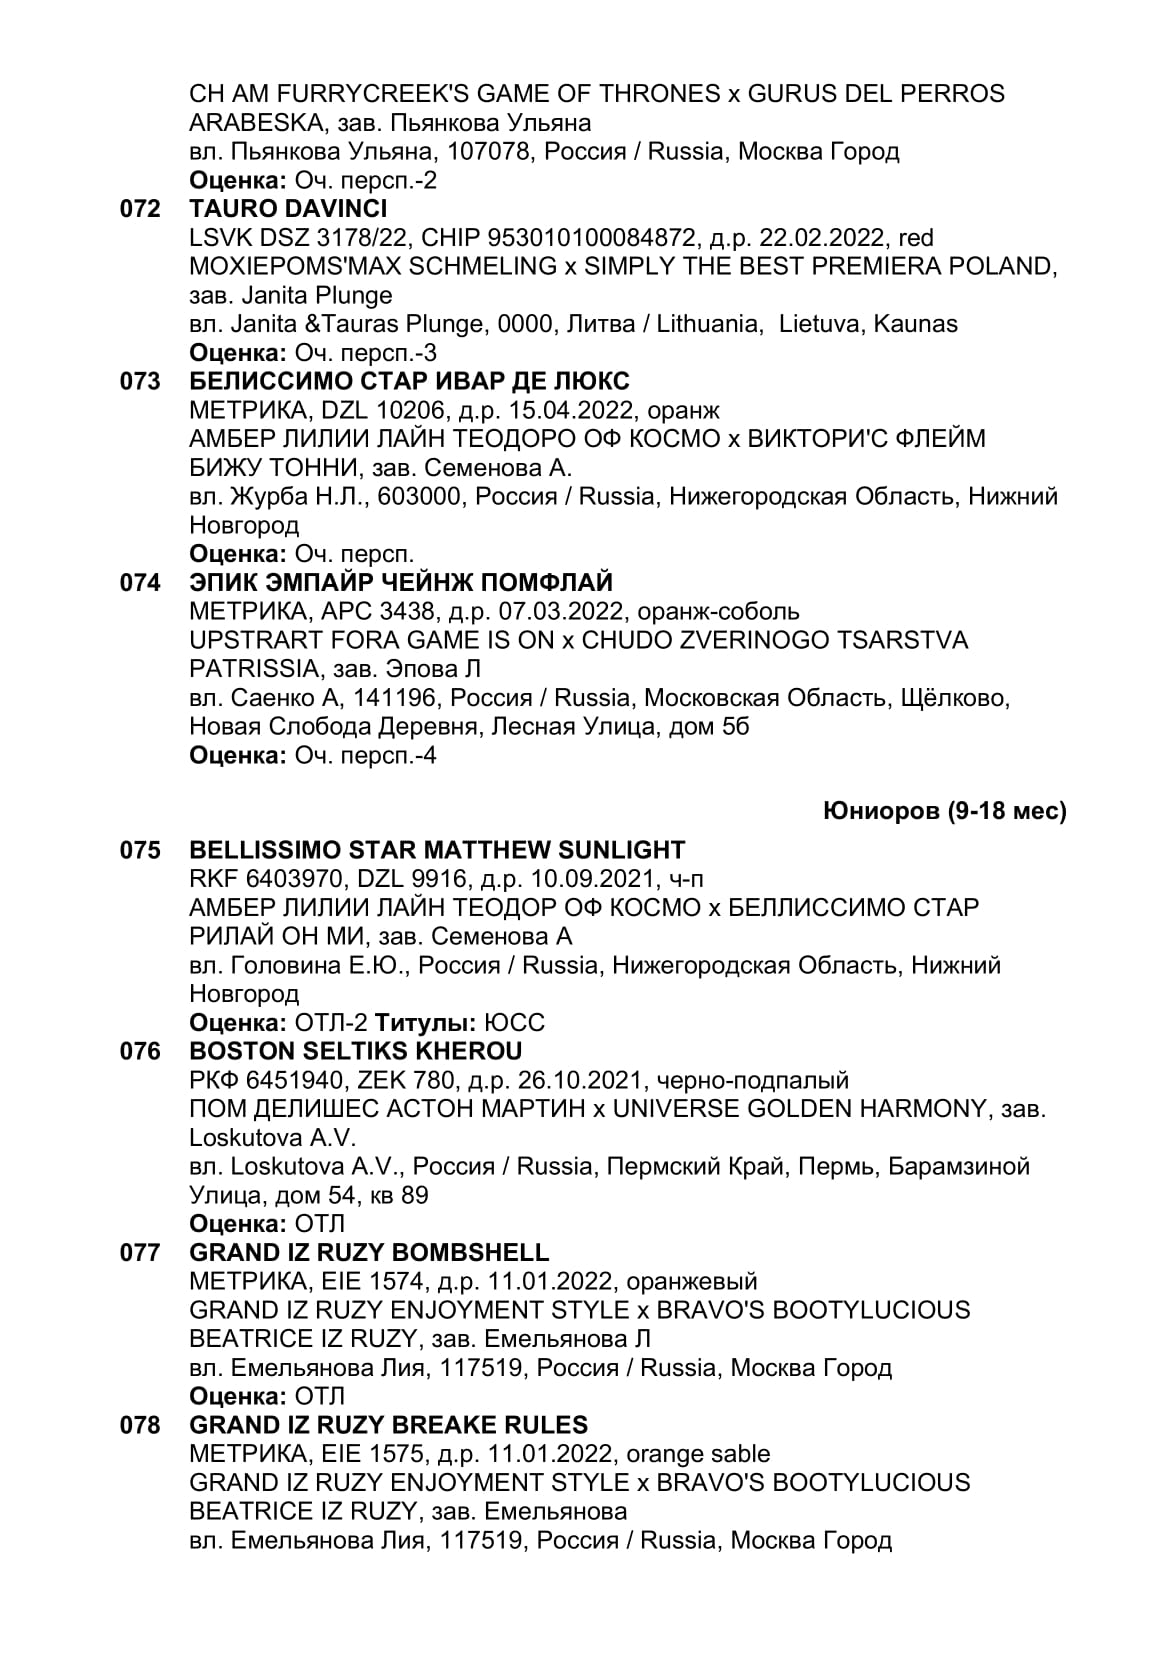 CH AM FURRYCREEK'S GAME OF THRONES x GURUS DEL PERROS
ARABESKA, зав. Пьянкова Ульяна
вл. Пьянкова Ульяна, 107078, Россия / Russia, Москва Город
Оценка: Оч. персп.-2
072 TAURO DAVINCI
LSVK DSZ 3178/22, CHIP 953010100084872, д.р. 22.02.2022, red
MOXIEPOMS'MAX SCHMELING x SIMPLY THE BEST PREMIERA POLAND,
зав. Janita Plunge
вл. Janita &Tauras Plunge, 0000, Литва / Lithuania,  Lietuva, Kaunas
Оценка: Оч. персп.-3
073 БЕЛИССИМО СТАР ИВАР ДЕ ЛЮКС
МЕТРИКА, DZL 10206, д.р. 15.04.2022, оранж
АМБЕР ЛИЛИИ ЛАЙН ТЕОДОРО ОФ КОСМО x ВИКТОРИ'С ФЛЕЙМ
БИЖУ ТОННИ, зав. Семенова А.
вл. Журба Н.Л., 603000, Россия / Russia, Нижегородская Область, Нижний
Новгород
Оценка: Оч. персп.
074 ЭПИК ЭМПАЙР ЧЕЙНЖ ПОМФЛАЙ
МЕТРИКА, APC 3438, д.р. 07.03.2022, оранж-соболь
UPSTRART FORA GAME IS ON x CHUDO ZVERINOGO TSARSTVA
PATRISSIA, зав. Эпова Л
вл. Саенко А, 141196, Россия / Russia, Московская Область, Щёлково,
Новая Слобода Деревня, Лесная Улица, дом 5б
Оценка: Оч. персп.-4
Юниоров (9-18 мес)
075 BELLISSIMO STAR MATTHEW SUNLIGHT
RKF 6403970, DZL 9916, д.р. 10.09.2021, ч-п
АМБЕР ЛИЛИИ ЛАЙН ТЕОДОР ОФ КОСМО x БЕЛЛИССИМО СТАР
РИЛАЙ ОН МИ, зав. Семенова А
вл. Головина Е.Ю., Россия / Russia, Нижегородская Область, Нижний
Новгород
Оценка: ОТЛ-2 Титулы: ЮСС
076 BOSTON SELTIKS KHEROU
РКФ 6451940, ZEK 780, д.р. 26.10.2021, черно-подпалый
ПОМ ДЕЛИШЕС АСТОН МАРТИН x UNIVERSE GOLDEN HARMONY, зав.
Loskutova A.V.
вл. Loskutova A.V., Россия / Russia, Пермский Край, Пермь, Барамзиной
Улица, дом 54, кв 89
Оценка: ОТЛ
077 GRAND IZ RUZY BOMBSHELL
МЕТРИКА, EIE 1574, д.р. 11.01.2022, оранжевый
GRAND IZ RUZY ENJOYMENT STYLE x BRAVO'S BOOTYLUCIOUS
BEATRICE IZ RUZY, зав. Емельянова Л
вл. Емельянова Лия, 117519, Россия / Russia, Москва Город
Оценка: ОТЛ
078 GRAND IZ RUZY BREAKE RULES
МЕТРИКА, EIE 1575, д.р. 11.01.2022, orange sable
GRAND IZ RUZY ENJOYMENT STYLE x BRAVO'S BOOTYLUCIOUS
BEATRICE IZ RUZY, зав. Емельянова
вл. Емельянова Лия, 117519, Россия / Russia, Москва Город